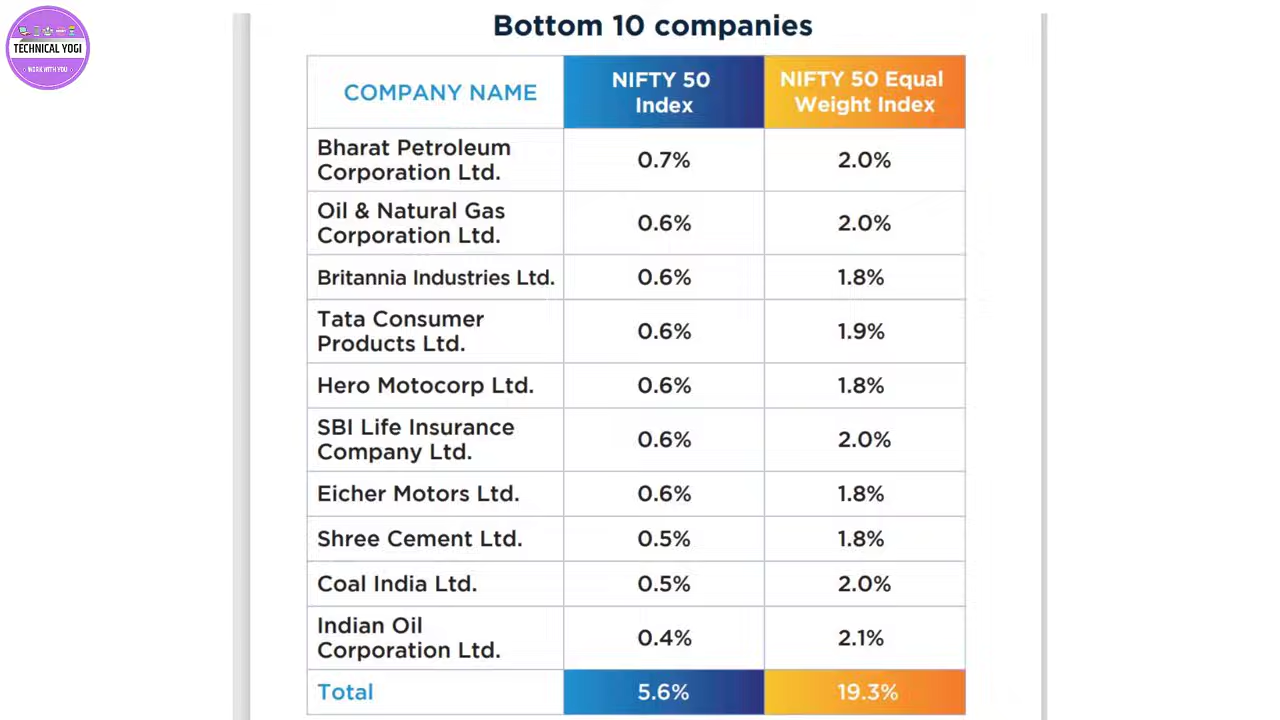 TECHNICAL YOGI
WORK WITH YOU
Bottom 10 companies
COMPANY NAME
NIFTY 50
Index
NIFTY 50 Equal
Weight Index
Bharat Petroleum
Corporation Ltd.
0.7%
2.0%
Oil & Natural Gas
Corporation Ltd.
0.6%
2.0%
Britannia Industries Ltd.
0.6%
1.8%
Tata Consumer
Products Ltd.
0.6%
1.9%
Hero Motocorp Ltd.
0.6%
1.8%
SBI Life Insurance
Company Ltd.
0.6%
2.0%
Eicher Motors Ltd.
0.6%
1.8%
Shree Cement Ltd.
0.5%
1.8%
Coal India Ltd.
0.5%
2.0%
Indian Oil
Corporation Ltd.
0.4%
2.1%
Total
5.6%
19.3%